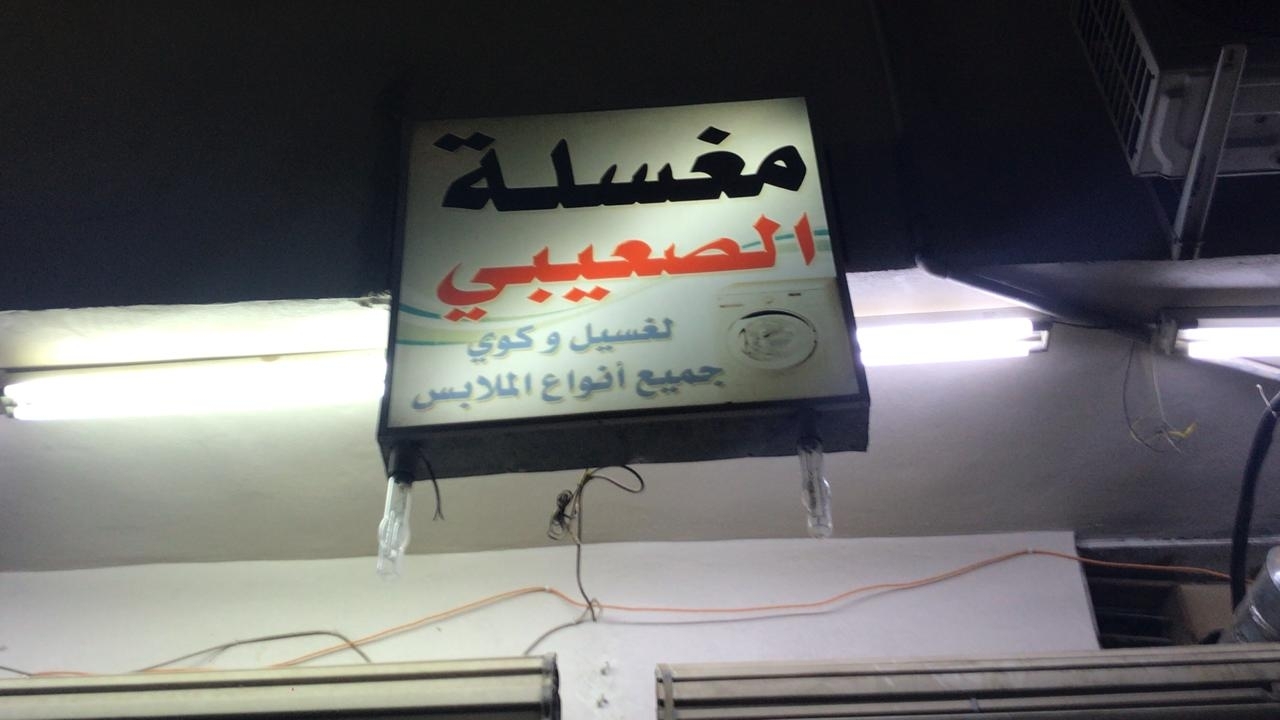 مغسلة
الصعيبي
لغسيل و كوي
جميع أنواع الملابس